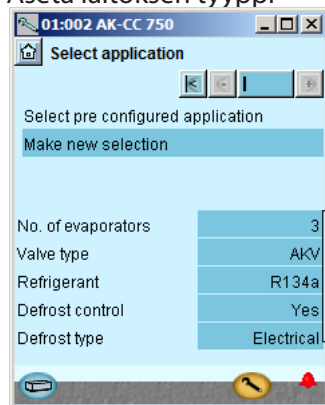 Aseta laitoksen tyyppi
01:002 AK-CC 750
Select application
Select pre configured application
Make new selection
No. of evaporators 3
Valve type AKV
Refrigerant R134a
Defrost control Yes
Defrost type Electrical